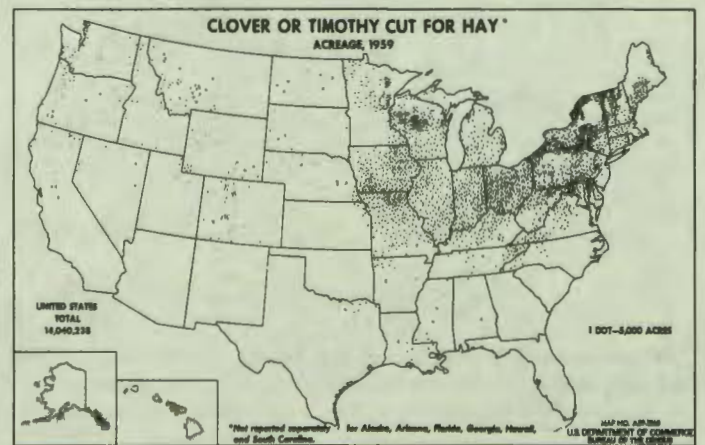 CLOVER OR TIMOTHY CUT FOR HAY*
ACREAGE, 1959
UNITED STATES
TOTAL
14,040,238
1 DOT—5,000 ACRES
*Not reported separately for Alaska, Arizona, Florida, Georgia, Hawaii,
and South Carolina.
MAP NO.
U.S. DEPARTMENT OF COMMERCE
BUREAU OF THE CENSUS